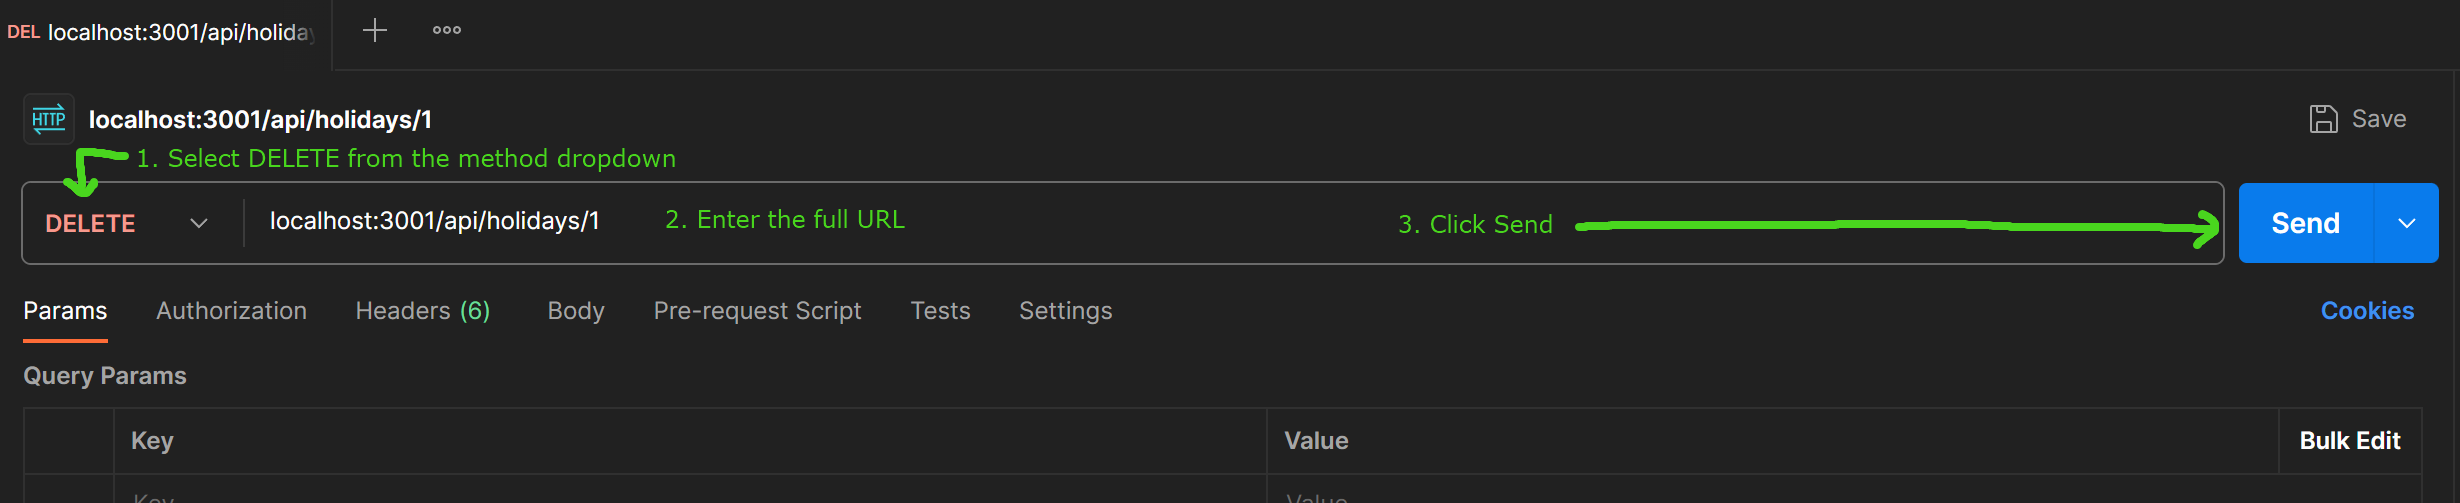 DEL localhost:3001/api/holiday
HTTP localhost:3001/api/holidays/1
Save
1. Select DELETE from the method dropdown
DELETE localhost:3001/api/holidays/1 2. Enter the full URL 3. Click Send Send
Params Authorization Headers (6) Body Pre-request Script Tests Settings Cookies
Query Params
Key Value Bulk Edit
Key Value